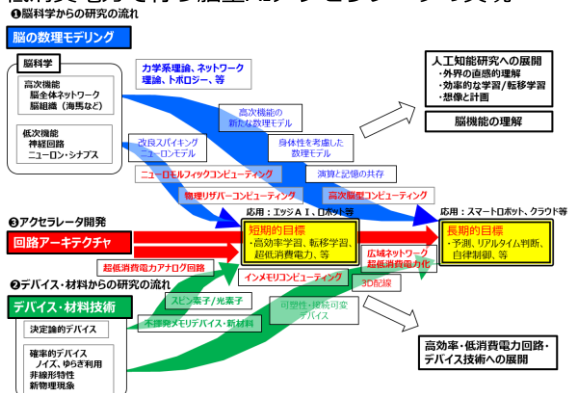 ❶脳科学からの研究の流れ
脳の数理モデリング
脳科学
高次機能
脳全体ネットワーク
脳組織（海馬など）
低次機能
神経回路
ニューロン・シナプス
力学系理論、ネットワーク
理論、トポロジー、等
高次機能の
新たな数理モデル
改良スパイキング
ニューロンモデル
身体性を考慮した
数理モデル
ニューロモルフィックコンピューティング
演算と記憶の共存
物理リザバーコンピューティング
高次脳型コンピューティング
人工知能研究への展開
・外界の直感的理解
・効率的な学習/転移学習
・想像と計画
脳機能の理解
❸アクセラレータ開発
回路アーキテクチャ
応用：エッジＡＩ、ロボット等
短期的目標
・高効率学習、転移学習、
超低消費電力、等
応用：スマートロボット、クラウド等
長期的目標
・予測、リアルタイム判断、
自律制御、等
超低消費電力アナログ回路
広域ネットワーク
超低消費電力化
インメモリコンピューティング
3D配線
❷デバイス・材料からの研究の流れ
デバイス・材料技術
スピン素子/光素子
不揮発メモリデバイス・新材料
可塑性・接続可変
デバイス
決定論的デバイス
確率的デバイス
ノイズ、ゆらぎ利用
非線形特性
新物理現象
高効率・低消費電力回路・
デバイス技術への展開